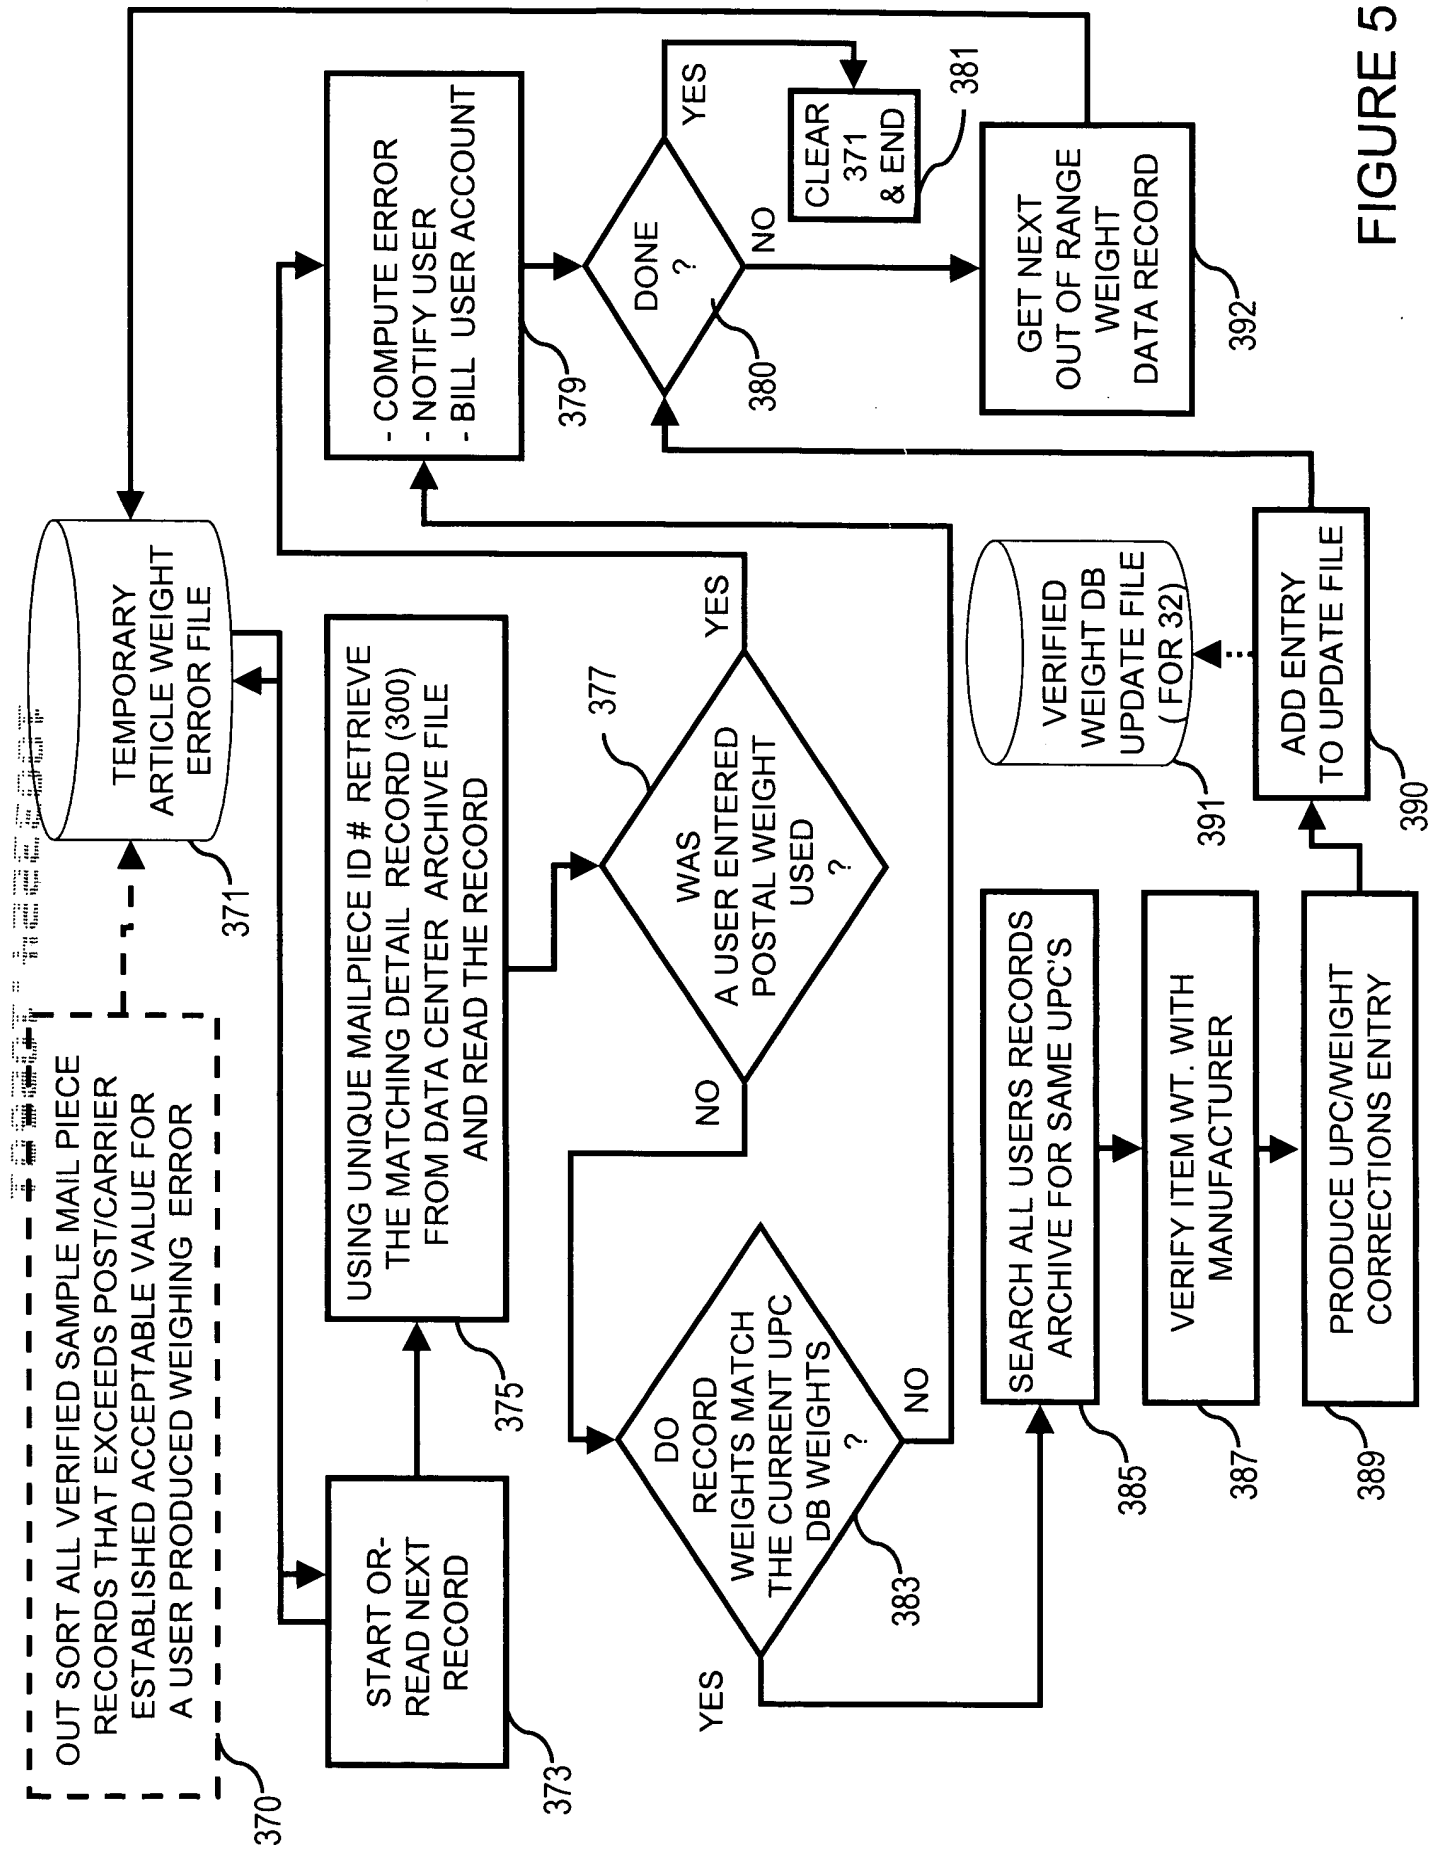 OUT SORT ALL VERIFIED SAMPLE MAIL PIECE
RECORDS THAT EXCEEDS POST/CARRIER
ESTABLISHED ACCEPTABLE VALUE FOR
A USER PRODUCED WEIGHING ERROR
370
TEMPORARY
ARTICLE WEIGHT
ERROR FILE
371
START OR-
READ NEXT
RECORD
373
USING UNIQUE MAILPIECE ID # RETRIEVE
THE MATCHING DETAIL RECORD (300)
FROM DATA CENTER ARCHIVE FILE
AND READ THE RECORD
375
- COMPUTE ERROR
- NOTIFY USER
- BILL USER ACCOUNT
379
WAS
A USER ENTERED
POSTAL WEIGHT
USED
?
377
NO
YES
DONE
?
380
YES
NO
CLEAR
371
& END
381
DO
RECORD
WEIGHTS MATCH
THE CURRENT UPC
DB WEIGHTS
?
383
YES
NO
SEARCH ALL USERS RECORDS
ARCHIVE FOR SAME UPC'S
385
VERIFY ITEM WT. WITH
MANUFACTURER
387
PRODUCE UPC/WEIGHT
CORRECTIONS ENTRY
389
VERIFIED
WEIGHT DB
UPDATE FILE
( FOR 32)
391
ADD ENTRY
TO UPDATE FILE
390
GET NEXT
OUT OF RANGE
WEIGHT
DATA RECORD
392
FIGURE 5